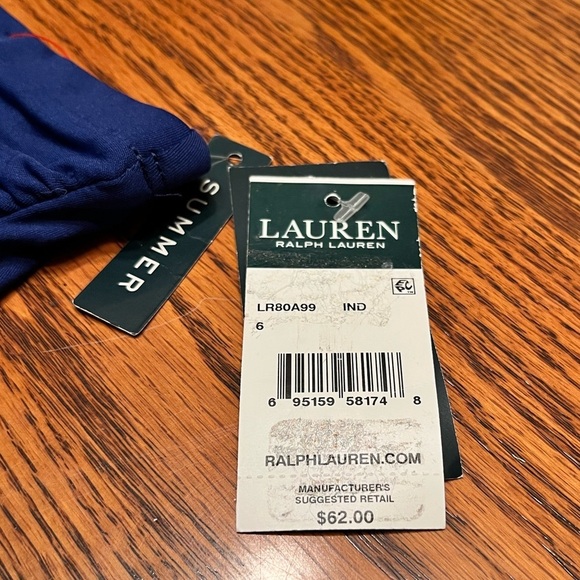 SUMMER
LAUREN
RALPH LAUREN
LR80A99 IND
6
6 95159 58174 8
RALPHLAUREN.COM
MANUFACTURER'S
SUGGESTED RETAIL
$62.00